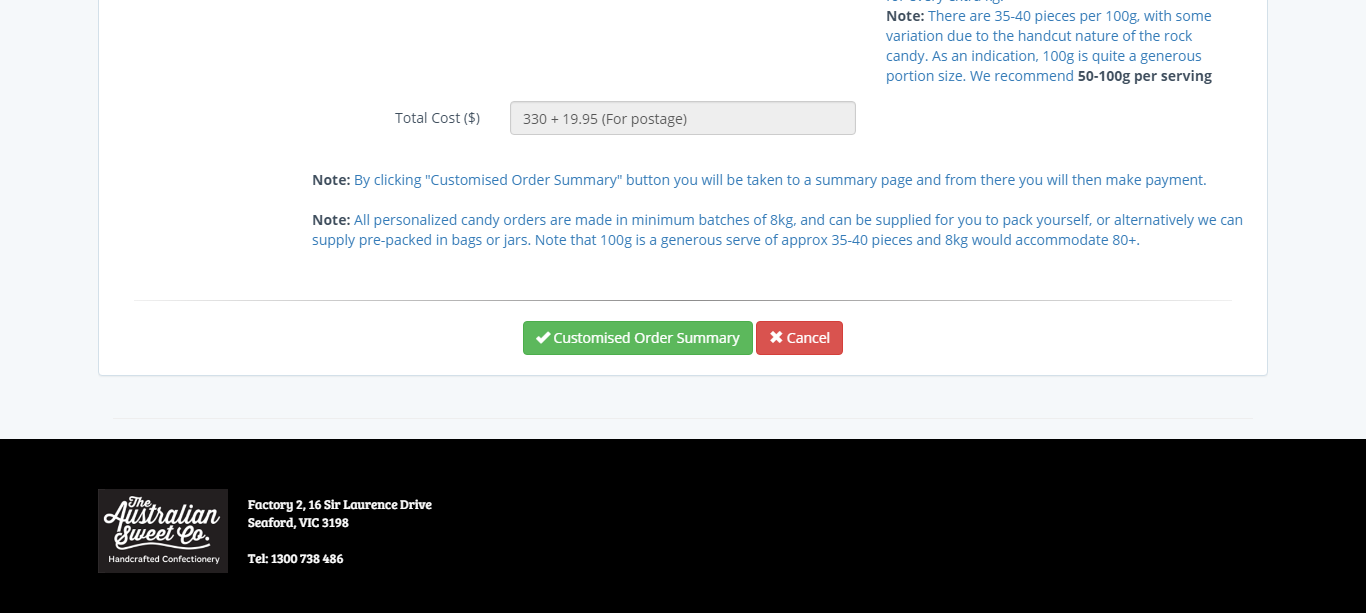 Note: There are 35-40 pieces per 100g, with some
variation due to the handcut nature of the rock
candy. As an indication, 100g is quite a generous
portion size. We recommend 50-100g per serving
Total Cost ($)
330 + 19.95 (For postage)
Note: By clicking "Customised Order Summary" button you will be taken to a summary page and from there you will then make payment.
Note: All personalized candy orders are made in minimum batches of 8kg, and can be supplied for you to pack yourself, or alternatively we can
supply pre-packed in bags or jars. Note that 100g is a generous serve of approx 35-40 pieces and 8kg would accommodate 80+.
Customised Order Summary
Cancel
The
Australian
Sweet Co.
Handcrafted Confectionery
Factory 2, 16 Sir Laurence Drive
Seaford, VIC 3198
Tel: 1300 738 486